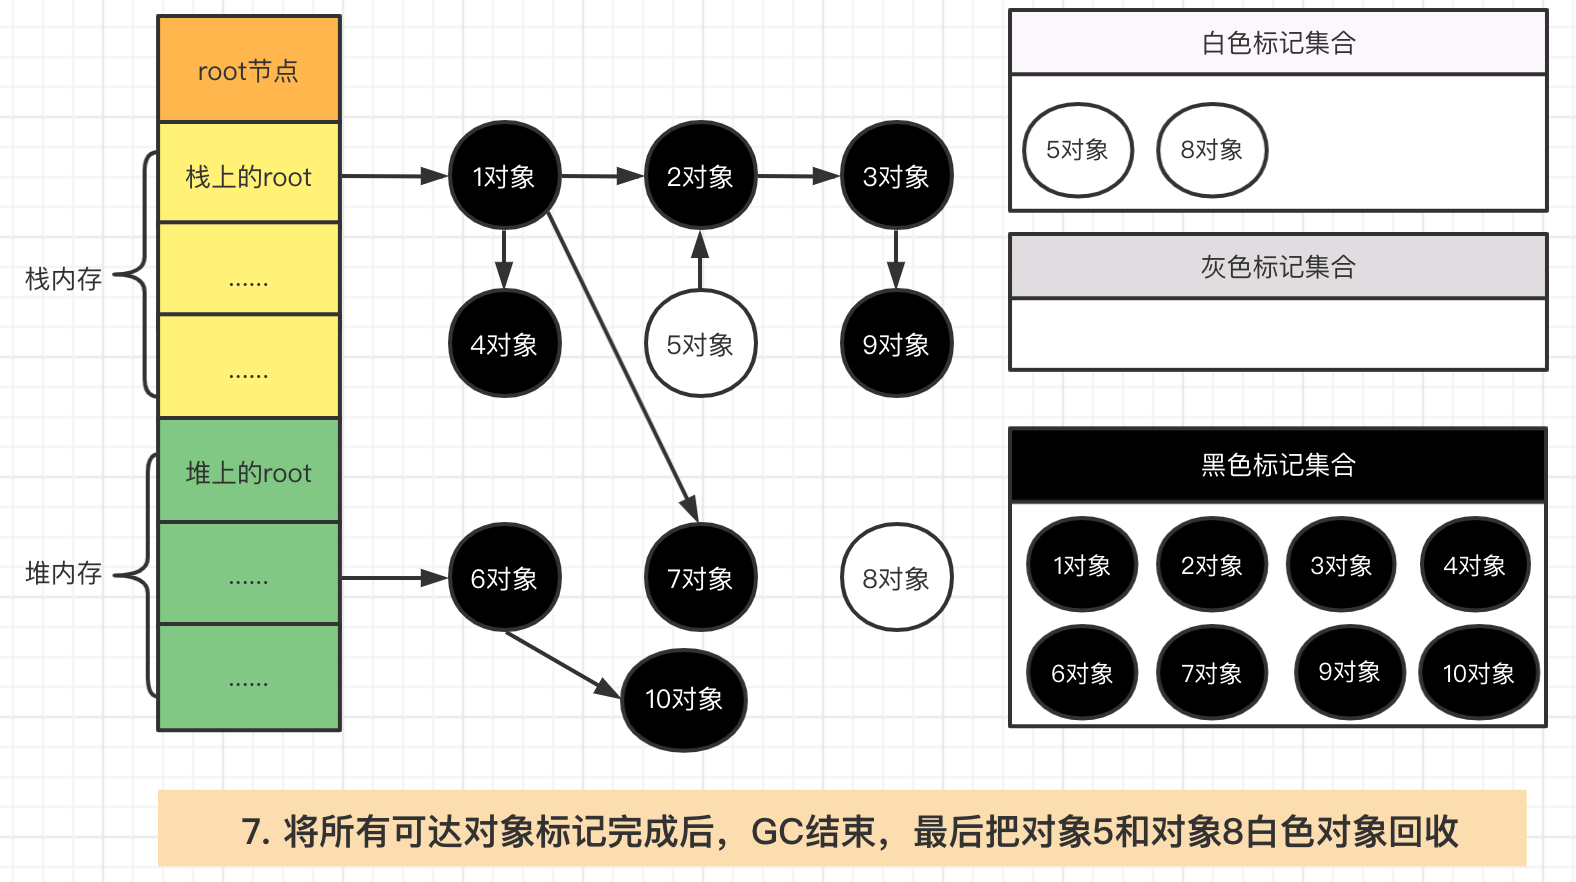 root节点
栈上的root
......
......
栈内存
堆上的root
......
......
堆内存
1对象
2对象
3对象
4对象
5对象
9对象
6对象
7对象
8对象
10对象
白色标记集合
5对象
8对象
灰色标记集合
黑色标记集合
1对象
2对象
3对象
4对象
6对象
7对象
9对象
10对象
7. 将所有可达对象标记完成后，GC结束，最后把对象5和对象8白色对象回收